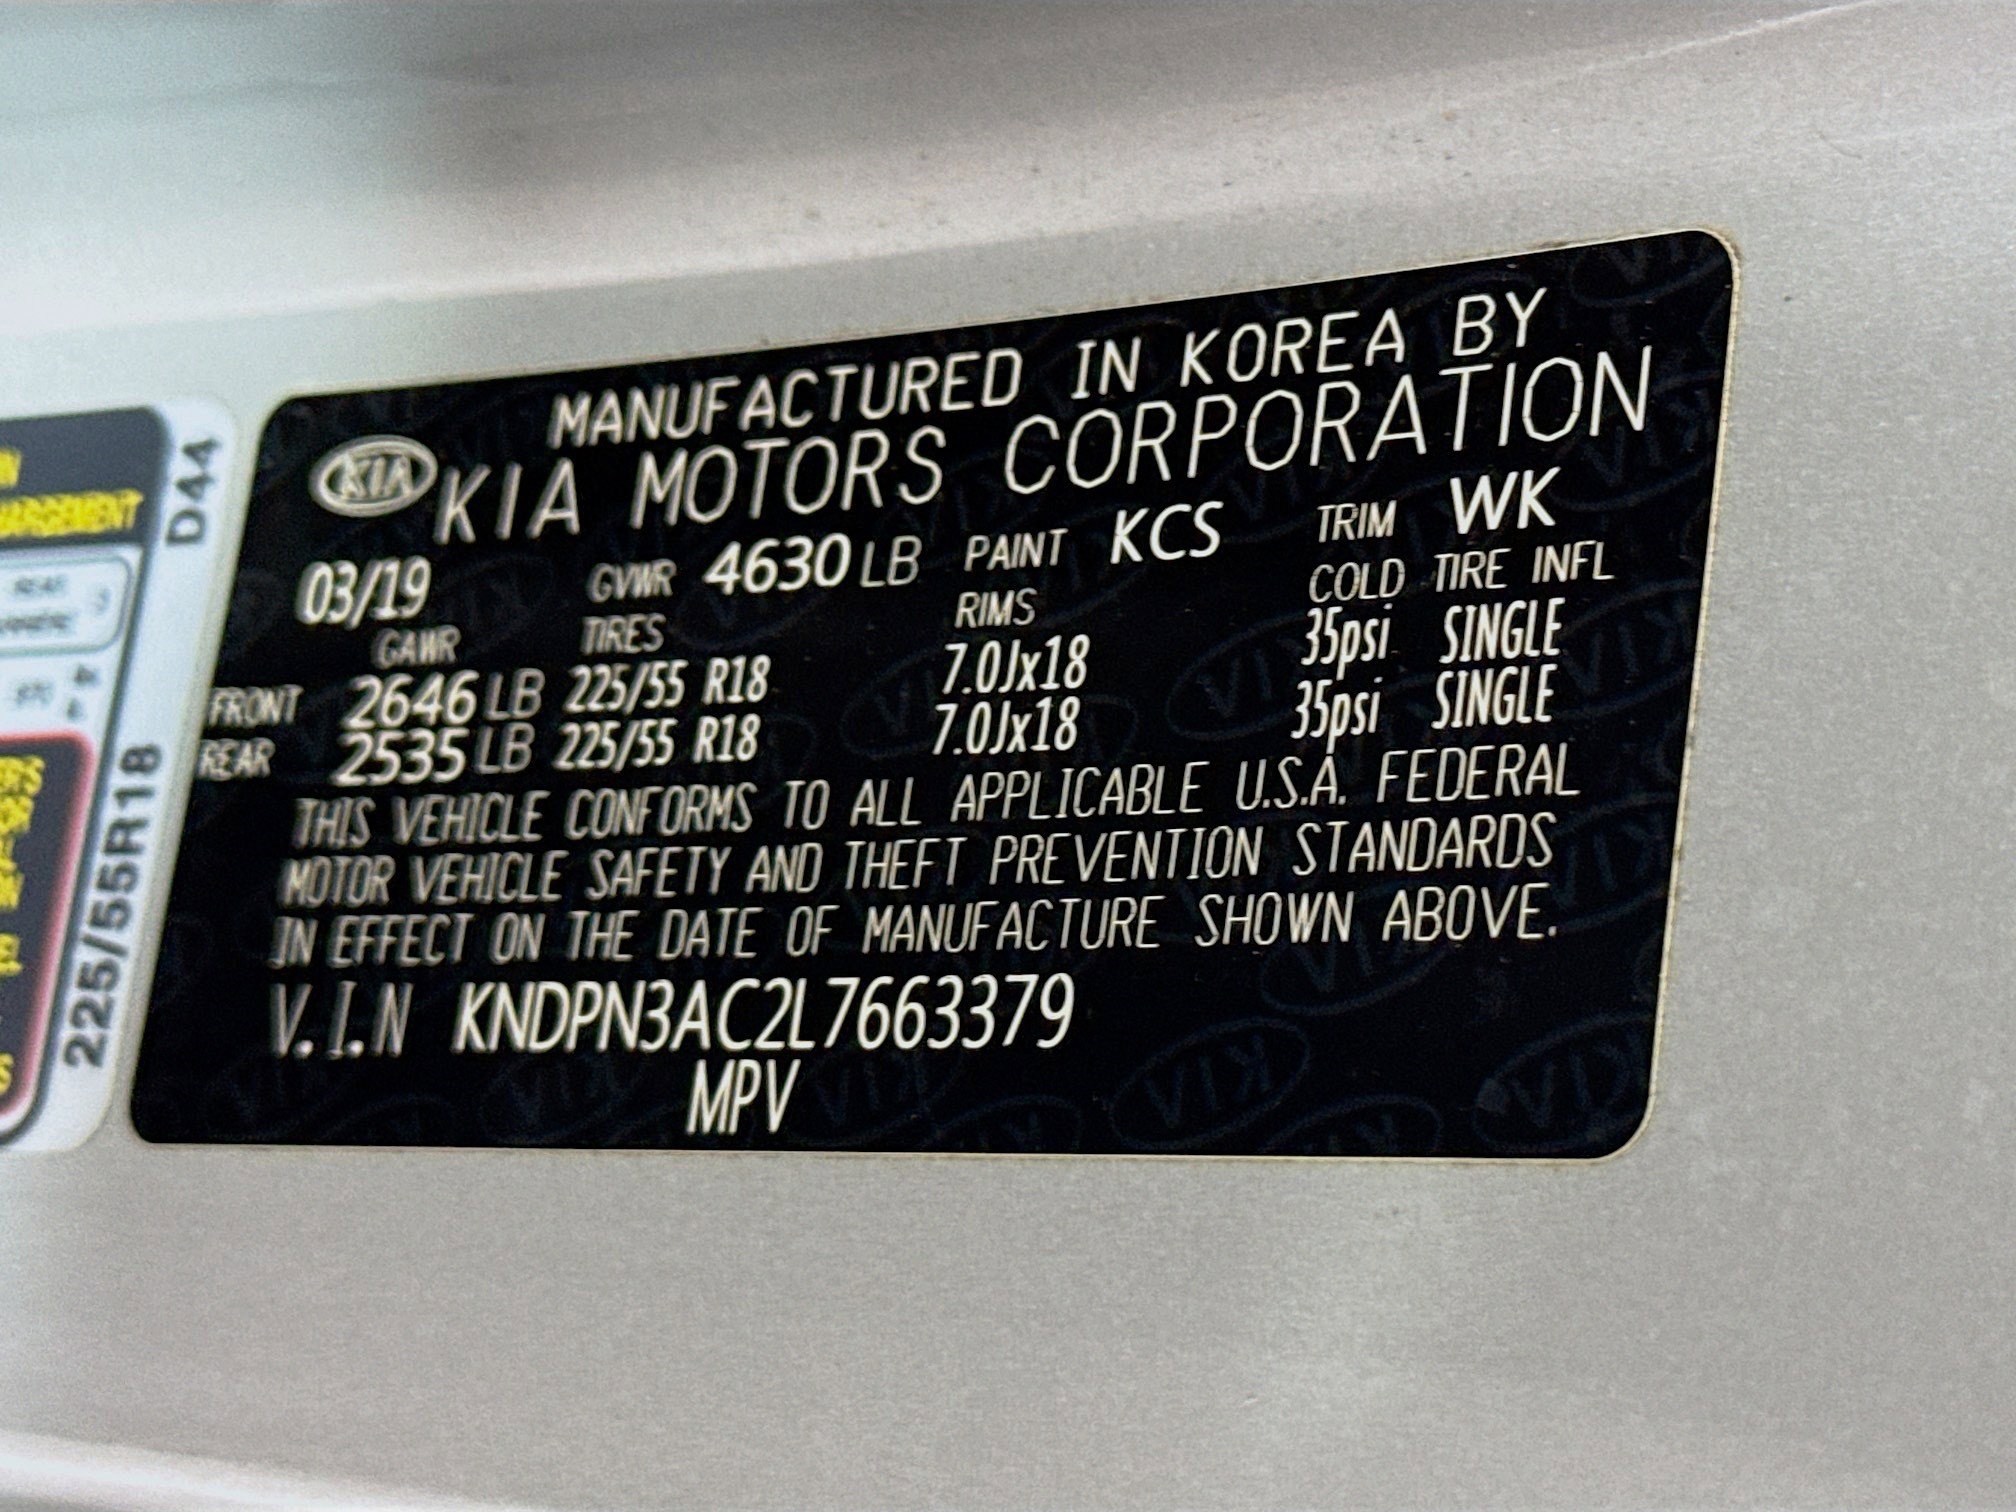 MANUFACTURED IN KOREA BY
KIA KIA MOTORS CORPORATION
03/19 GVWR 4630 LB PAINT KCS TRIM WK
GAWR TIRES RIMS COLD TIRE INFL
FRONT 2646 LB 225/55 R18 7.0Jx18 35psi SINGLE
REAR 2535 LB 225/55 R18 7.0Jx18 35psi SINGLE
THIS VEHICLE CONFORMS TO ALL APPLICABLE U.S.A. FEDERAL
MOTOR VEHICLE SAFETY AND THEFT PREVENTION STANDARDS
IN EFFECT ON THE DATE OF MANUFACTURE SHOWN ABOVE.
V.I.N KNDPN3AC2L7663379
MPV
225/55R18 D44